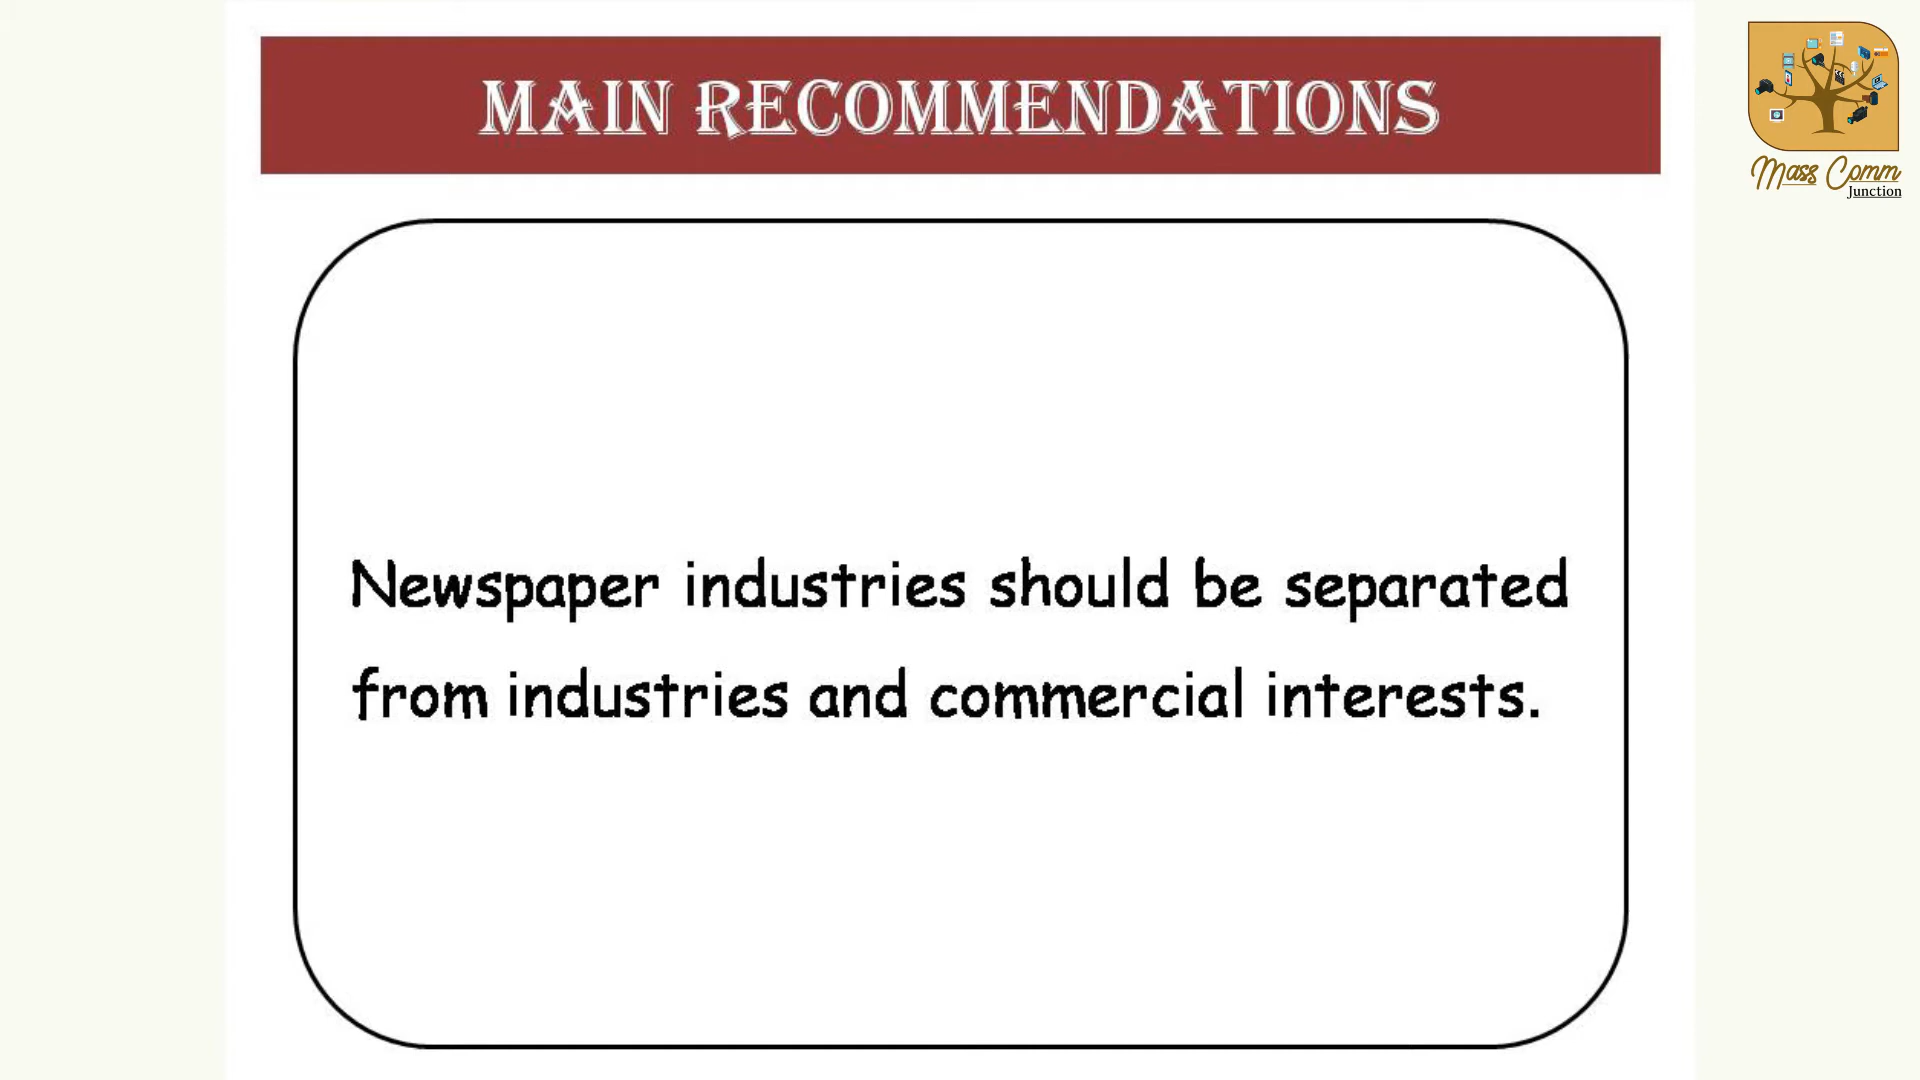 MAIN RECOMMENDATIONS
Mass Comm
Junction
Newspaper industries should be separated
from industries and commercial interests.